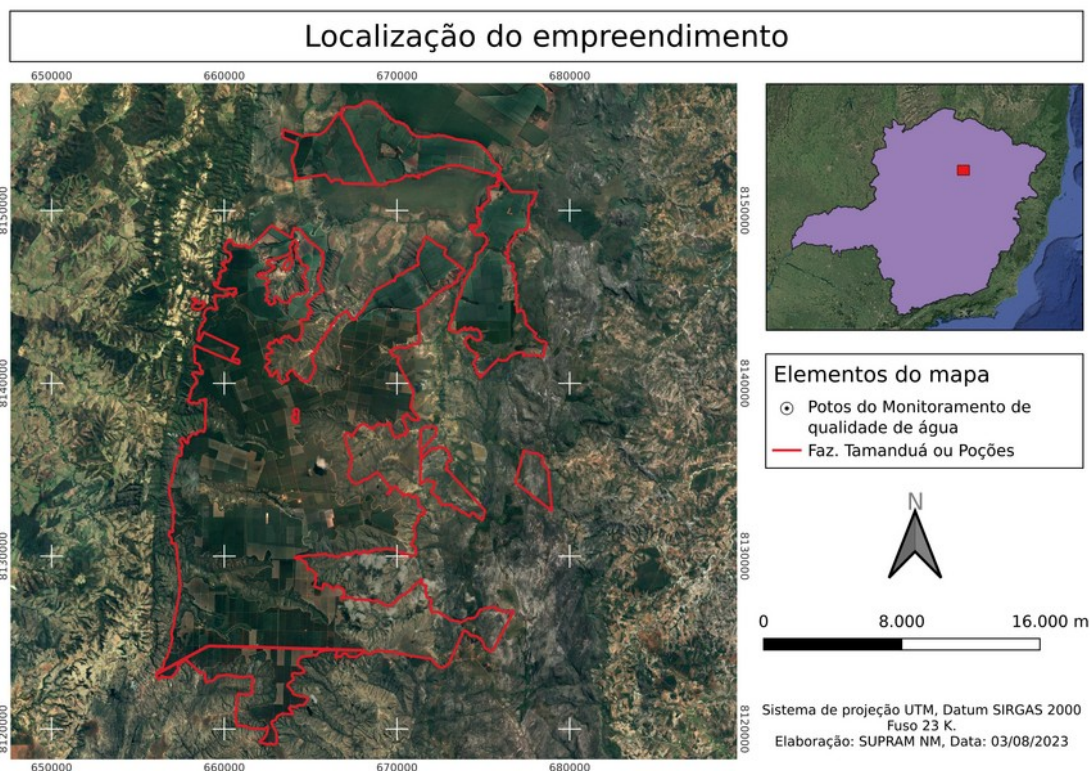 Localização do empreendimento
650000 660000 670000 680000
8150000 8150000
8140000 8140000
8130000 8130000
8120000 8120000
650000 660000 670000 680000
Elementos do mapa
Potos do Monitoramento de
qualidade de água
Faz. Tamanduá ou Poções
N
0 8.000 16.000 m
Sistema de projeção UTM, Datum SIRGAS 2000
Fuso 23 K.
Elaboração: SUPRAM NM, Data: 03/08/2023